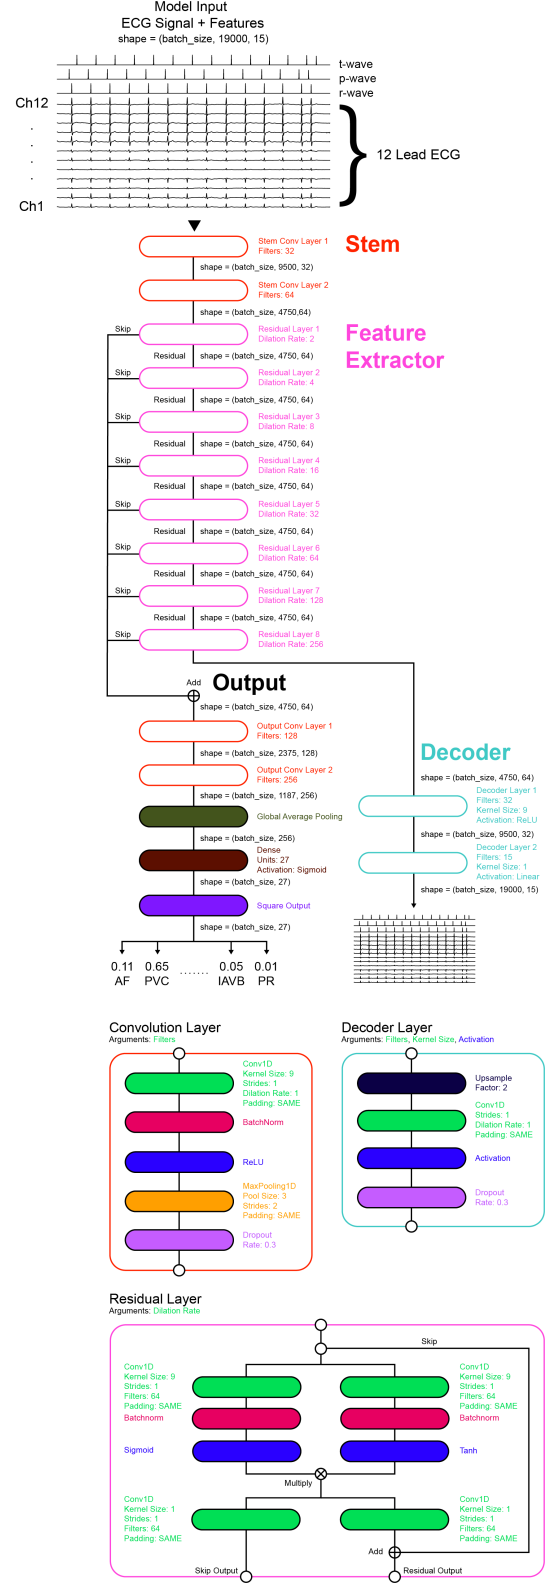 Model Input
ECG Signal + Features
shape = (batch_size, 19000, 15)
t-wave
p-wave
r-wave
Ch12
.
.
.
.
12 Lead ECG
Ch1
Stem
Stem Conv Layer 1
Filters: 32
shape = (batch_size, 9500, 32)
Stem Conv Layer 2
Filters: 64
shape = (batch_size, 4750,64)
Feature
Extractor
Skip
Residual Layer 1
Dilation Rate: 2
Residual
shape = (batch_size, 4750, 64)
Skip
Residual Layer 2
Dilation Rate: 4
Residual
shape = (batch_size, 4750, 64)
Skip
Residual Layer 3
Dilation Rate: 8
Residual
shape = (batch_size, 4750, 64)
Skip
Residual Layer 4
Dilation Rate: 16
Residual
shape = (batch_size, 4750, 64)
Skip
Residual Layer 5
Dilation Rate: 32
Residual
shape = (batch_size, 4750, 64)
Skip
Residual Layer 6
Dilation Rate: 64
Residual
shape = (batch_size, 4750, 64)
Skip
Residual Layer 7
Dilation Rate: 128
Residual
shape = (batch_size, 4750, 64)
Skip
Residual Layer 8
Dilation Rate: 256
Add
Output
shape = (batch_size, 4750, 64)
Output Conv Layer 1
Filters: 128
shape = (batch_size, 2375, 128)
Output Conv Layer 2
Filters: 256
shape = (batch_size, 1187, 256)
Global Average Pooling
shape = (batch_size, 256)
Dense
Units: 27
Activation: Sigmoid
shape = (batch_size, 27)
Square Output
shape = (batch_size, 27)
0.11 0.65 ....... 0.05 0.01
AF PVC IAVB PR
Decoder
shape = (batch_size, 4750, 64)
Decoder Layer 1
Filters: 32
Kernel Size: 9
Activation: ReLU
shape = (batch_size, 9500, 32)
Decoder Layer 2
Filters: 15
Kernel Size: 1
Activation: Linear
shape = (batch_size, 19000, 15)
Convolution Layer
Arguments: Filters
Conv1D
Kernel Size: 9
Strides: 1
Dilation Rate: 1
Padding: SAME
BatchNorm
ReLU
MaxPooling1D
Pool Size: 3
Strides: 2
Padding: SAME
Dropout
Rate: 0.3
Decoder Layer
Arguments: Filters, Kernel Size, Activation
Upsample
Factor: 2
Conv1D
Strides: 1
Dilation Rate: 1
Padding: SAME
Activation
Dropout
Rate: 0.3
Residual Layer
Arguments: Dilation Rate
Skip
Conv1D
Kernel Size: 9
Strides: 1
Filters: 64
Padding: SAME
Batchnorm
Sigmoid
Conv1D
Kernel Size: 9
Strides: 1
Filters: 64
Padding: SAME
Batchnorm
Tanh
Multiply
Conv1D
Kernel Size: 1
Strides: 1
Filters: 64
Padding: SAME
Conv1D
Kernel Size: 1
Strides: 1
Filters: 64
Padding: SAME
Add
Skip Output
Residual Output